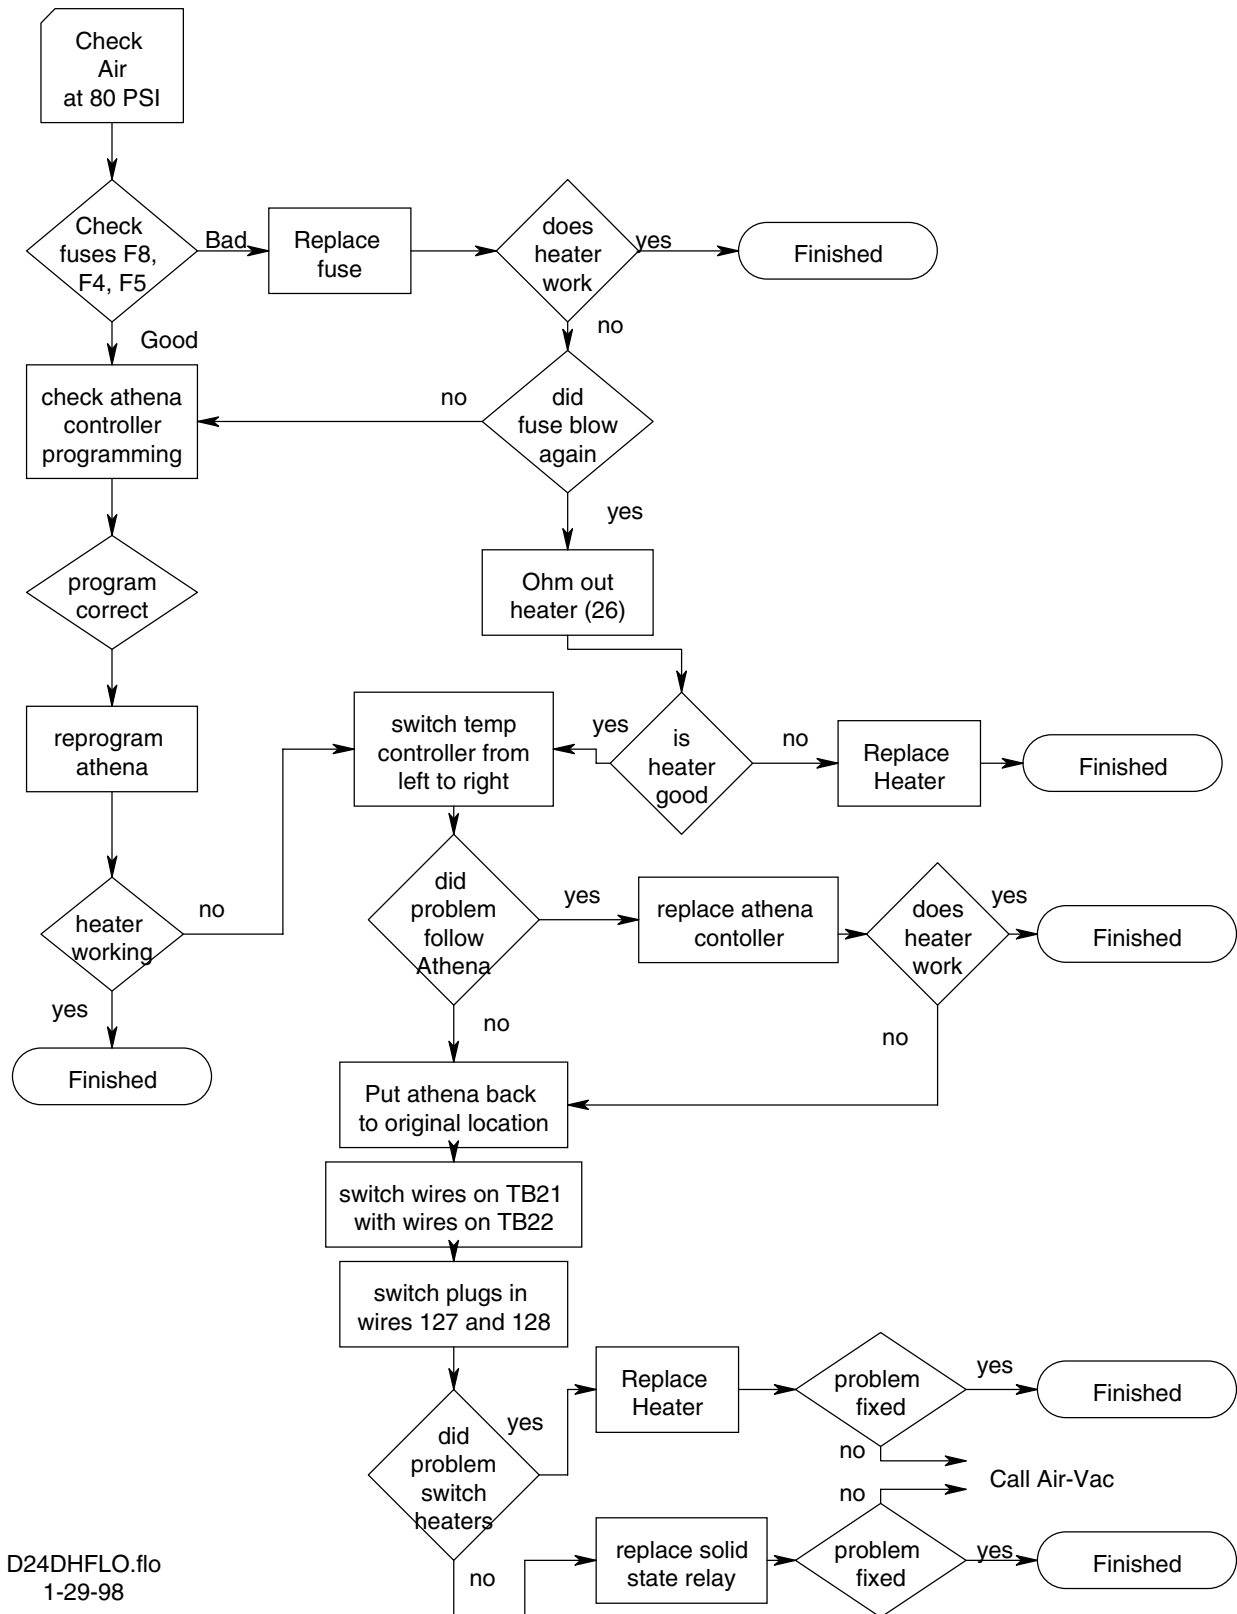 Check
Air
at 80 PSI
Check
fuses F8,
F4, F5
Bad
Replace
fuse
does
heater
work
yes
Finished
no
Good
check athena
controller
programming
no
did
fuse blow
again
yes
Ohm out
heater (26)
program
correct
reprogram
athena
switch temp
controller from
left to right
yes
is
heater
good
no
Replace
Heater
Finished
heater
working
no
yes
Finished
did
problem
follow
Athena
yes
replace athena
contoller
does
heater
work
yes
Finished
no
no
Put athena back
to original location
switch wires on TB21
with wires on TB22
switch plugs in
wires 127 and 128
did
problem
switch
heaters
yes
Replace
Heater
problem
fixed
yes
Finished
no
Call Air-Vac
no
replace solid
state relay
problem
fixed
yes
Finished
no
D24DHFLO.flo
1-29-98